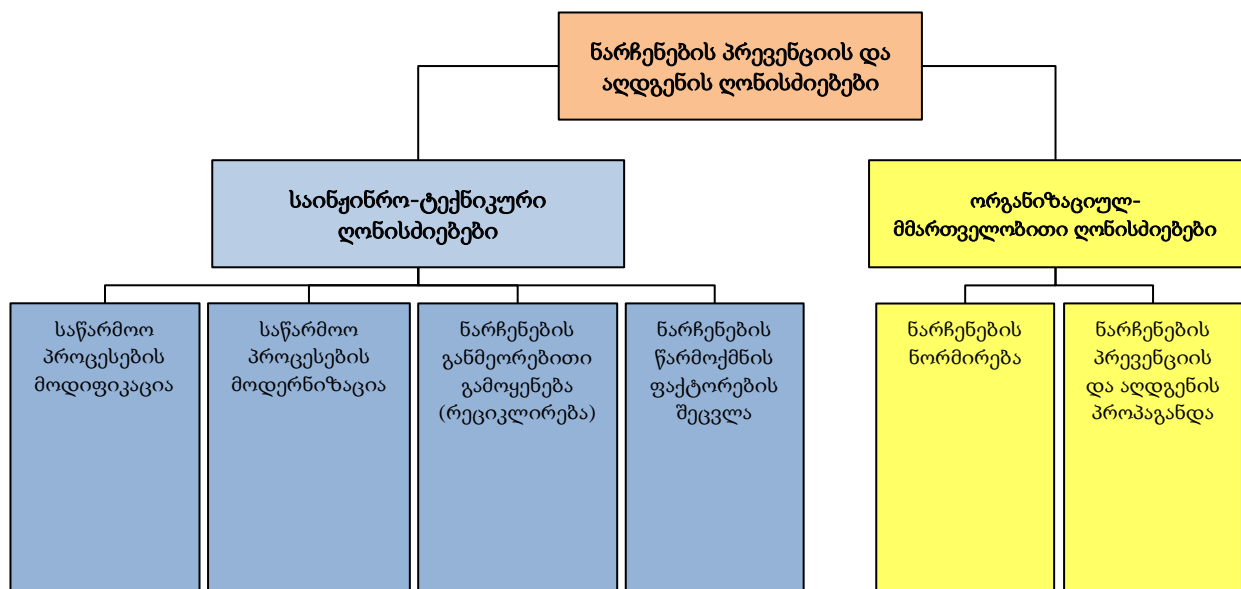 ნარჩენების პრევენციის და
აღდგენის ღონისძიებები
საინჟინრო-ტექნიკური
ღონისძიებები
ორგანიზაციულ-
მმართველობითი ღონისძიებები
საწარმოო
პროცესების
მოდიფიკაცია
საწარმოო
პროცესების
მოდერნიზაცია
ნარჩენების
განმეორებითი
გამოყენება
(რეციკლირება)
ნარჩენების
წარმოქმნის
ფაქტორების
შეცვლა
ნარჩენების
ნორმირება
ნარჩენების
პრევენციის
და აღდგენის
პროპაგანდა